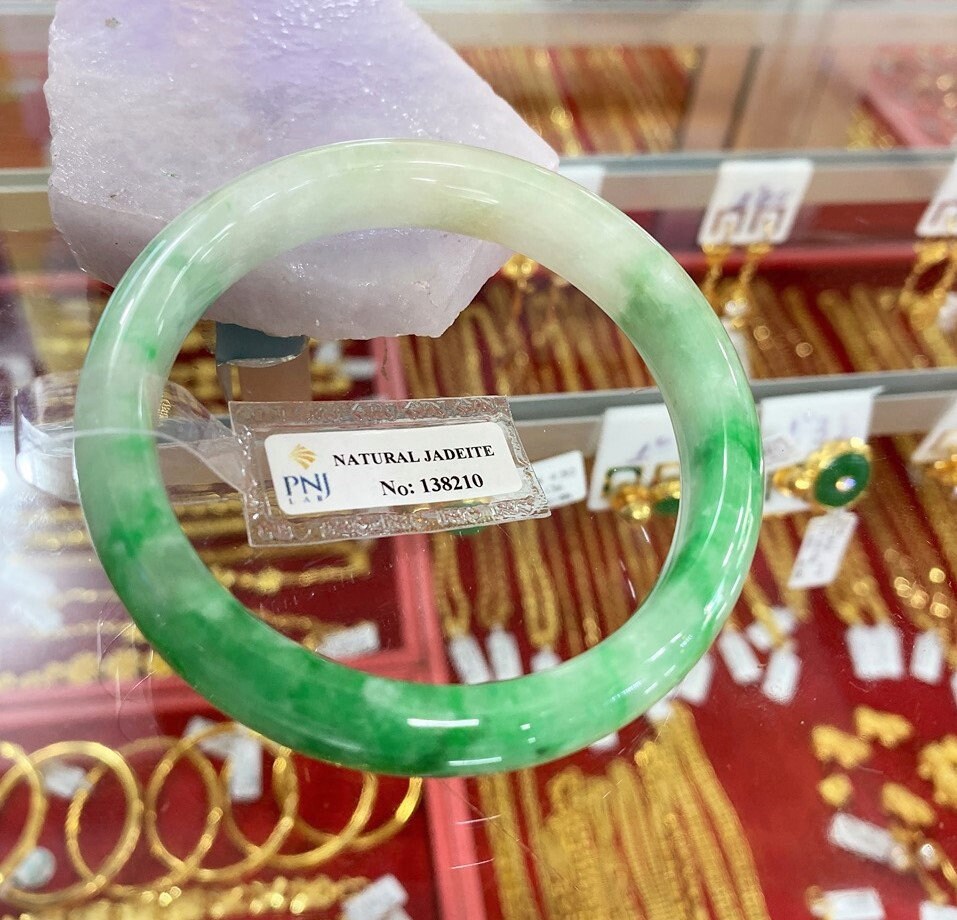 PNJ
LAB
NATURAL JADEITE
No: 138210